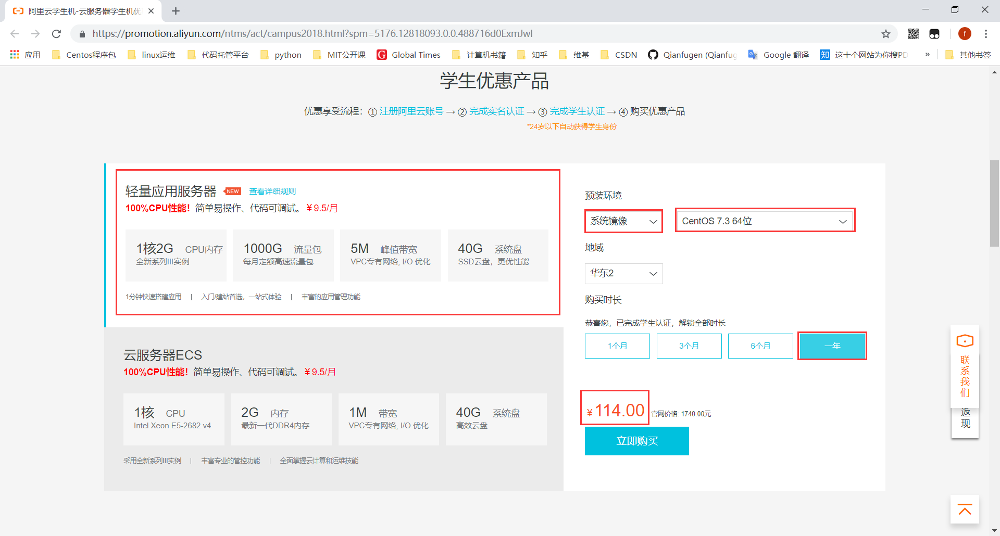 阿里云学生机-云服务器学生机优
https://promotion.aliyun.com/ntms/act/campus2018.html?spm=5176.12818093.0.0.488716d0ExmJwl
f
应用 Centos程序包 linux运维 代码托管平台 python MIT公开课 G Global Times 计算机书籍 知乎 维基 CSDN Qianfugen (Qianfug Google 翻译 知 这十个网站为你搜PD » 其他书签
学生优惠产品
优惠享受流程：① 注册阿里云账号 → ② 完成实名认证 → ③ 完成学生认证 → ④ 购买优惠产品
*24岁以下自动获得学生身份
轻量应用服务器 NEW 查看详细规则
100%CPU性能！简单易操作、代码可调试。 ¥ 9.5/月
1核2G CPU内存
全新系列III实例
1000G 流量包
每月定额高速流量包
5M 峰值带宽
VPC专有网络, I/O 优化
40G 系统盘
SSD云盘，更优性能
1分钟快速搭建应用 | 入门/建站首选，一站式体验 | 丰富的应用管理功能
云服务器ECS
100%CPU性能！简单易操作、代码可调试。 ¥ 9.5/月
1核 CPU
Intel Xeon E5-2682 v4
2G 内存
最新一代DDR4内存
1M 带宽
VPC专有网络, I/O 优化
40G 系统盘
高效云盘
采用全新系列III实例 | 丰富专业的管控功能 | 全面掌握云计算和运维技能
预装环境
系统镜像 CentOS 7.3 64位
地域
华东2
购买时长
恭喜您，已完成学生认证，解锁全部时长
1个月 3个月 6个月 一年
¥ 114.00 官网价格: 1740.00元
立即购买
联系我们
返现